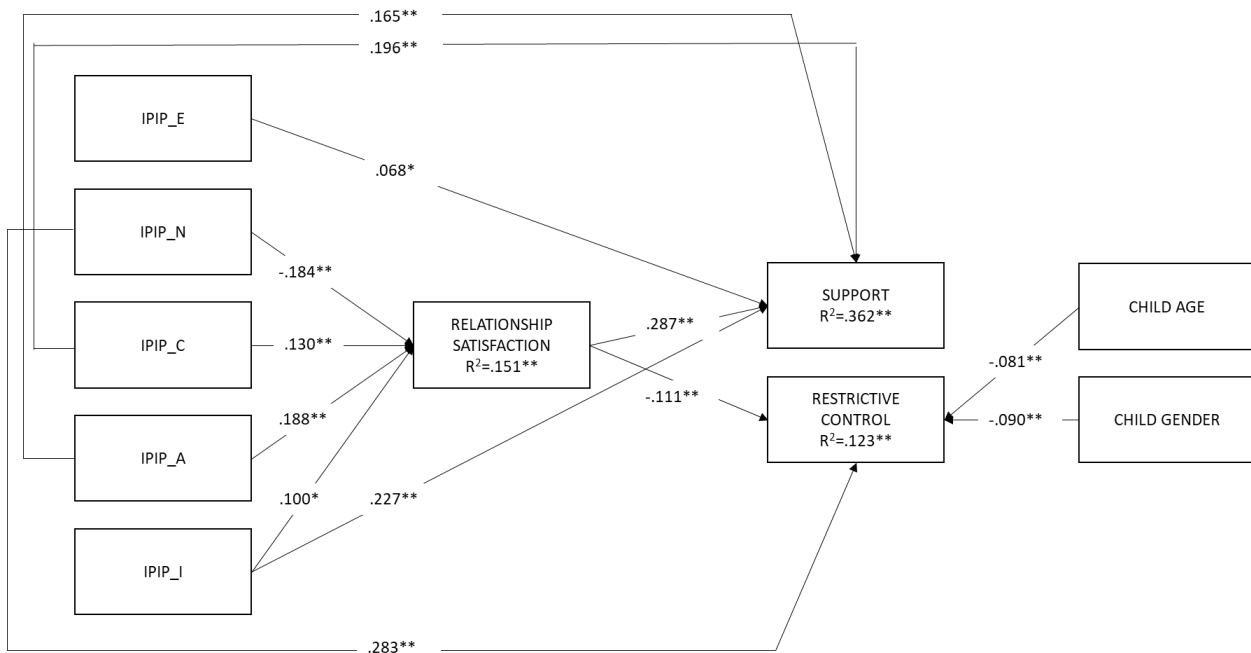 .165**
.196**
IPIP_E
.068*
IPIP_N
-.184**
SUPPORT
R²=.362**
CHILD AGE
IPIP_C
.130**
RELATIONSHIP
SATISFACTION
R²=.151**
.287**
-.081**
-.111**
RESTRICTIVE
CONTROL
R²=.123**
-.090**
CHILD GENDER
.188**
IPIP_A
.100*
.227**
IPIP_I
.283**